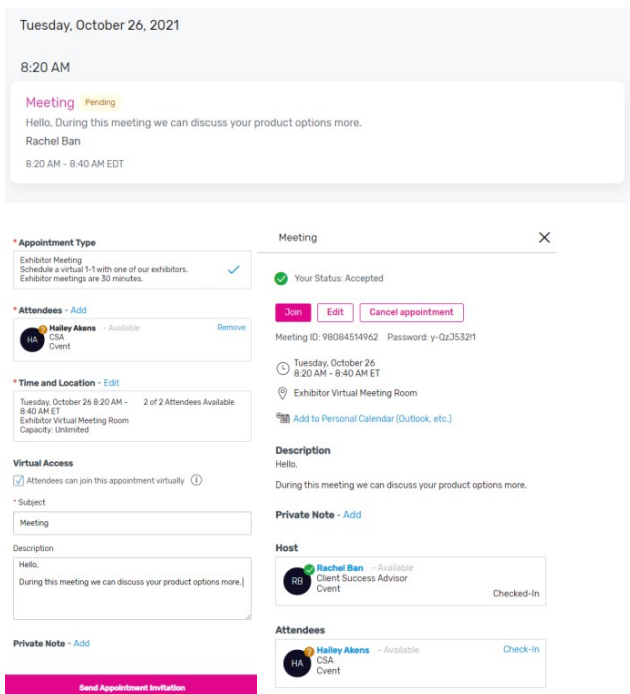 Tuesday, October 26, 2021
8:20 AM
Meeting Pending
Hello, During this meeting we can discuss your product options more.
Rachel Ban
8:20 AM - 8:40 AM EDT
* Appointment Type
Exhibitor Meeting
Schedule a virtual 1-1 with one of our exhibitors.
Exhibitor meetings are 30 minutes.
* Attendees - Add
HA ? Hailey Akens - Available Remove
CSA
Cvent
* Time and Location - Edit
Tuesday, October 26 8:20 AM - 2 of 2 Attendees Available
8:40 AM ET
Exhibitor Virtual Meeting Room
Capacity: Unlimited
Virtual Access
Attendees can join this appointment virtually i
* Subject
Meeting
Description
Hello,
During this meeting we can discuss your product options more.
Private Note - Add
Send Appointment Invitation
Meeting
Your Status: Accepted
Join Edit Cancel appointment
Meeting ID: 98084514962 Password: y-QzJ532f1
Tuesday, October 26
8:20 AM - 8:40 AM ET
Exhibitor Virtual Meeting Room
Add to Personal Calendar (Outlook, etc.)
Description
Hello,
During this meeting we can discuss your product options more.
Private Note - Add
Host
RB Rachel Ban - Available
Client Success Advisor
Cvent
Checked-In
Attendees
HA ? Hailey Akens - Available Check-In
CSA
Cvent